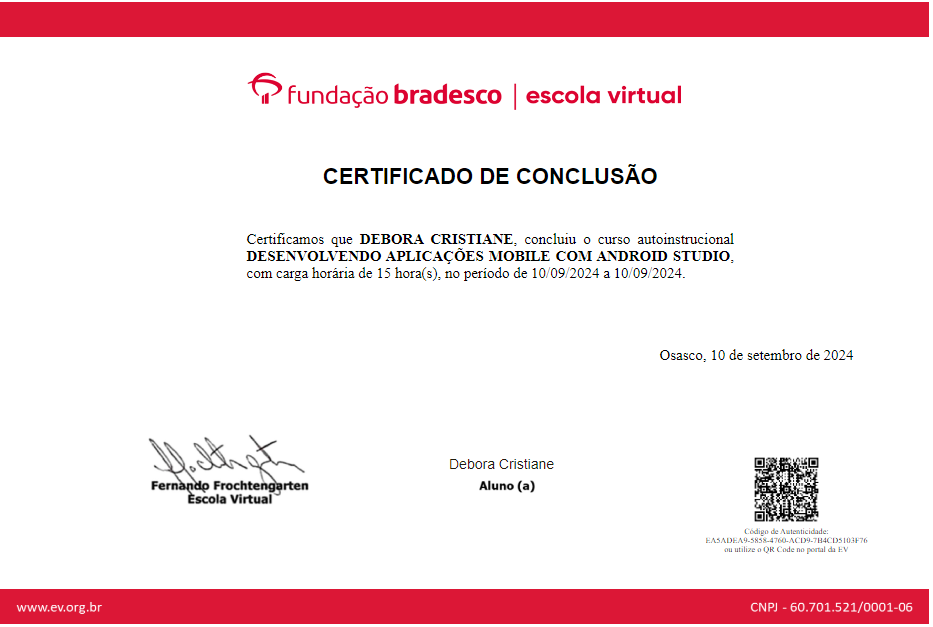 fundação bradesco | escola virtual
CERTIFICADO DE CONCLUSÃO
Certificamos que DEBORA CRISTIANE, concluiu o curso autoinstrucional
DESENVOLVENDO APLICAÇÕES MOBILE COM ANDROID STUDIO,
com carga horária de 15 hora(s), no período de 10/09/2024 a 10/09/2024.
Osasco, 10 de setembro de 2024
Fernando Frochtengarten
Escola Virtual
Debora Cristiane
Aluno (a)
Código de Autenticidade:
EA5ADEA9-5858-4760-ACD9-7B4CD5103F76
ou utilize o QR Code no portal da EV
www.ev.org.br
CNPJ - 60.701.521/0001-06